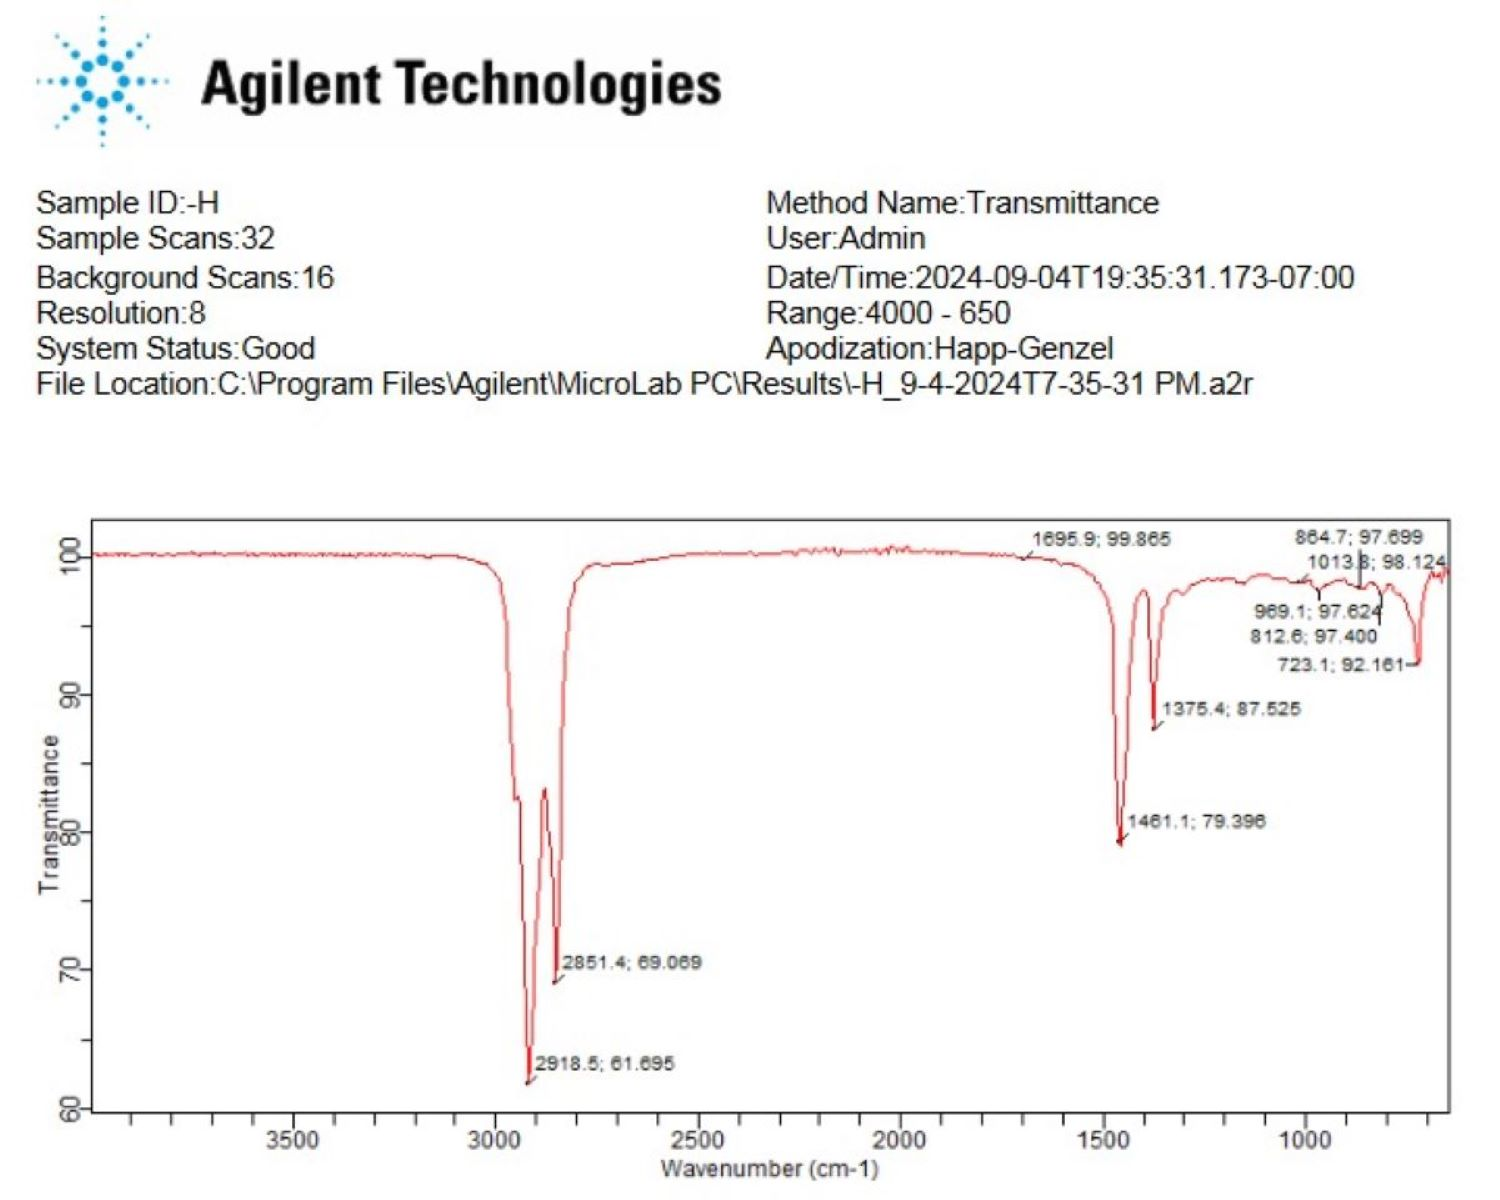 Agilent Technologies
Sample ID:-H
Method Name:Transmittance
Sample Scans:32
User:Admin
Background Scans:16
Date/Time:2024-09-04T19:35:31.173-07:00
Resolution:8
Range:4000 - 650
System Status:Good
Apodization:Happ-Genzel
File Location:C:\Program Files\Agilent\MicroLab PC\Results\-H_9-4-2024T7-35-31 PM.a2r
1695.9; 99.865
864.7; 97.699
1013.8; 98.124
969.1; 97.624
812.6; 97.400
723.1; 92.161
1375.4; 87.525
1461.1; 79.396
2851.4; 69.069
2918.5; 61.695
100
90
80
70
60
Transmittance
3500 3000 2500 2000 1500 1000
Wavenumber (cm-1)